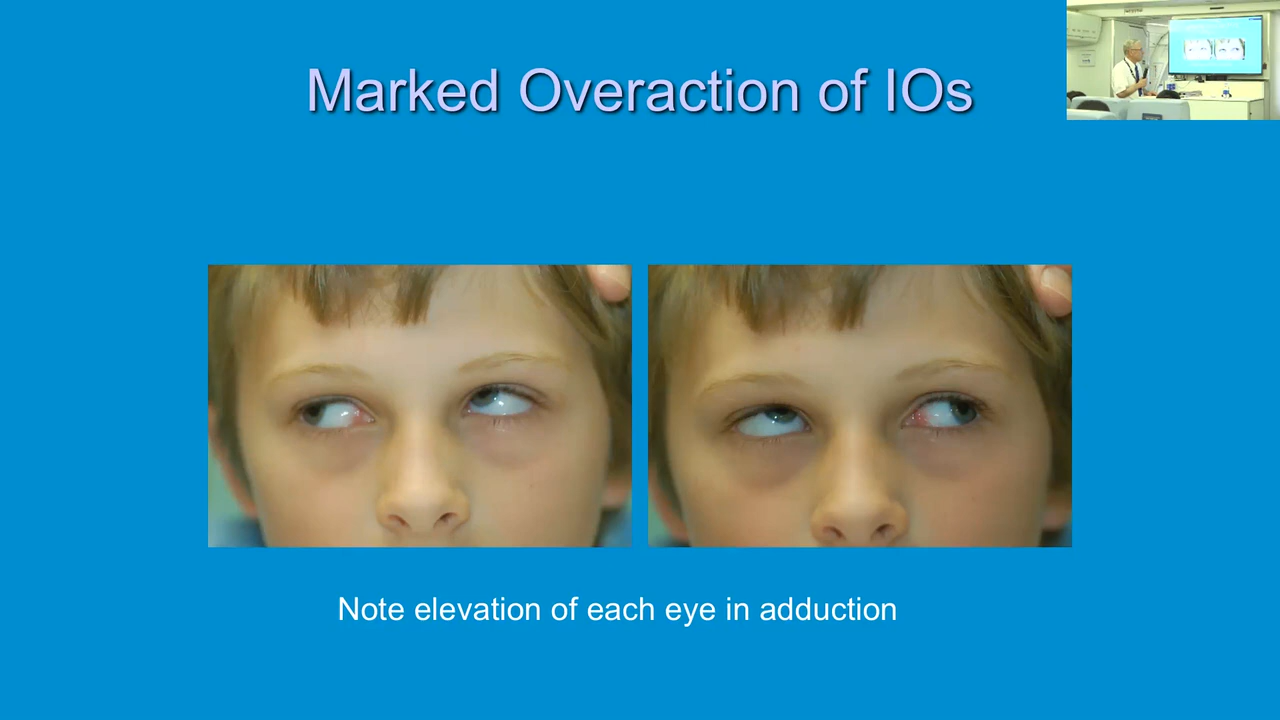 Marked Overaction of IOs
Note elevation of each eye in adduction